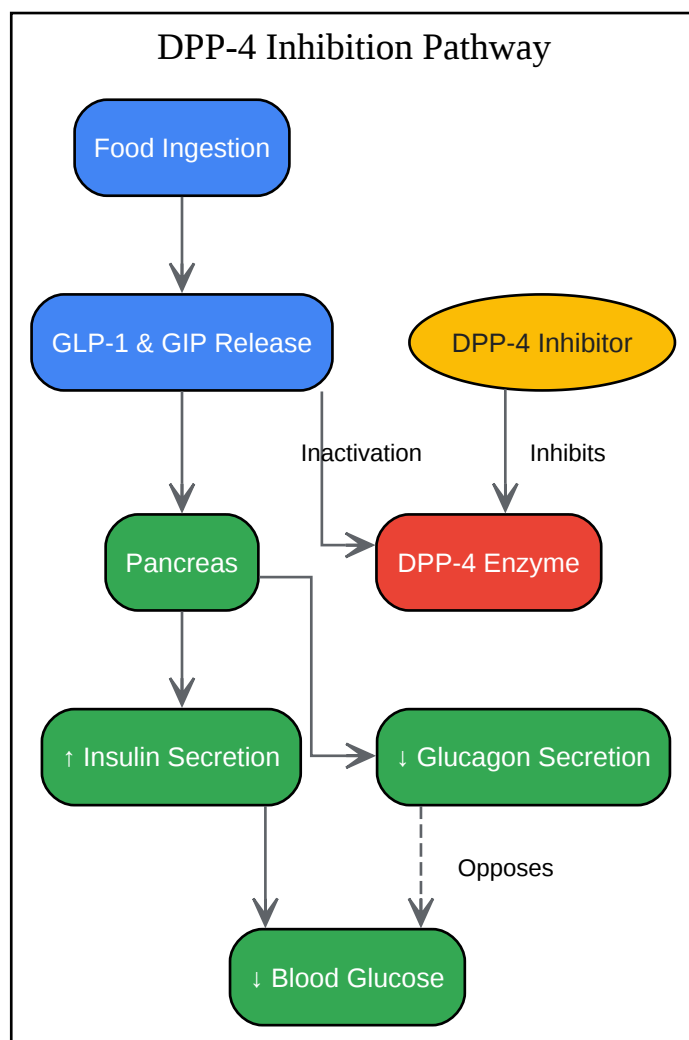 DPP-4 Inhibition Pathway
Food Ingestion
GLP-1 & GIP Release
DPP-4 Inhibitor
Inactivation
Inhibits
Pancreas
DPP-4 Enzyme
↑ Insulin Secretion
↓ Glucagon Secretion
Opposes
↓ Blood Glucose